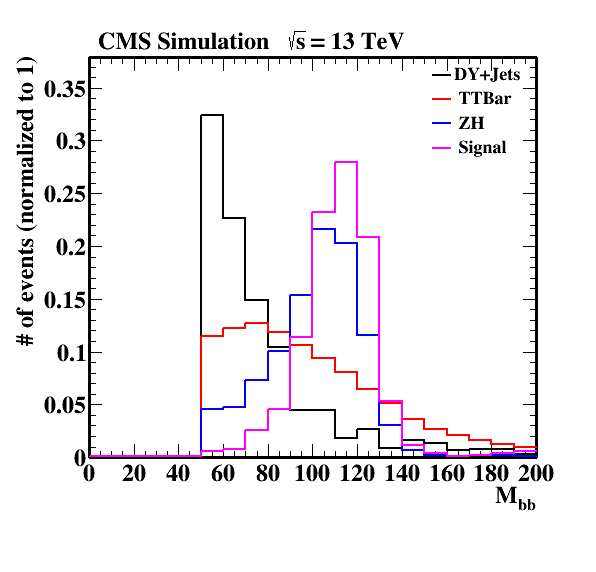 CMS Simulation √s = 13 TeV
# of events (normalized to 1)
0.35
0.3
0.25
0.2
0.15
0.1
0.05
0
DY+Jets
TTBar
ZH
Signal
0 20 40 60 80 100 120 140 160 180 200
M_bb